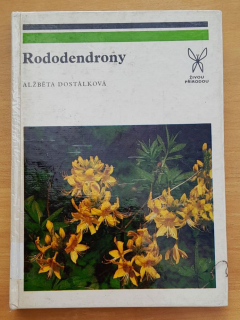 Rododendrony
ALŽBĚTA DOSTÁLKOVÁ
ŽIVOU
PŘÍRODOU